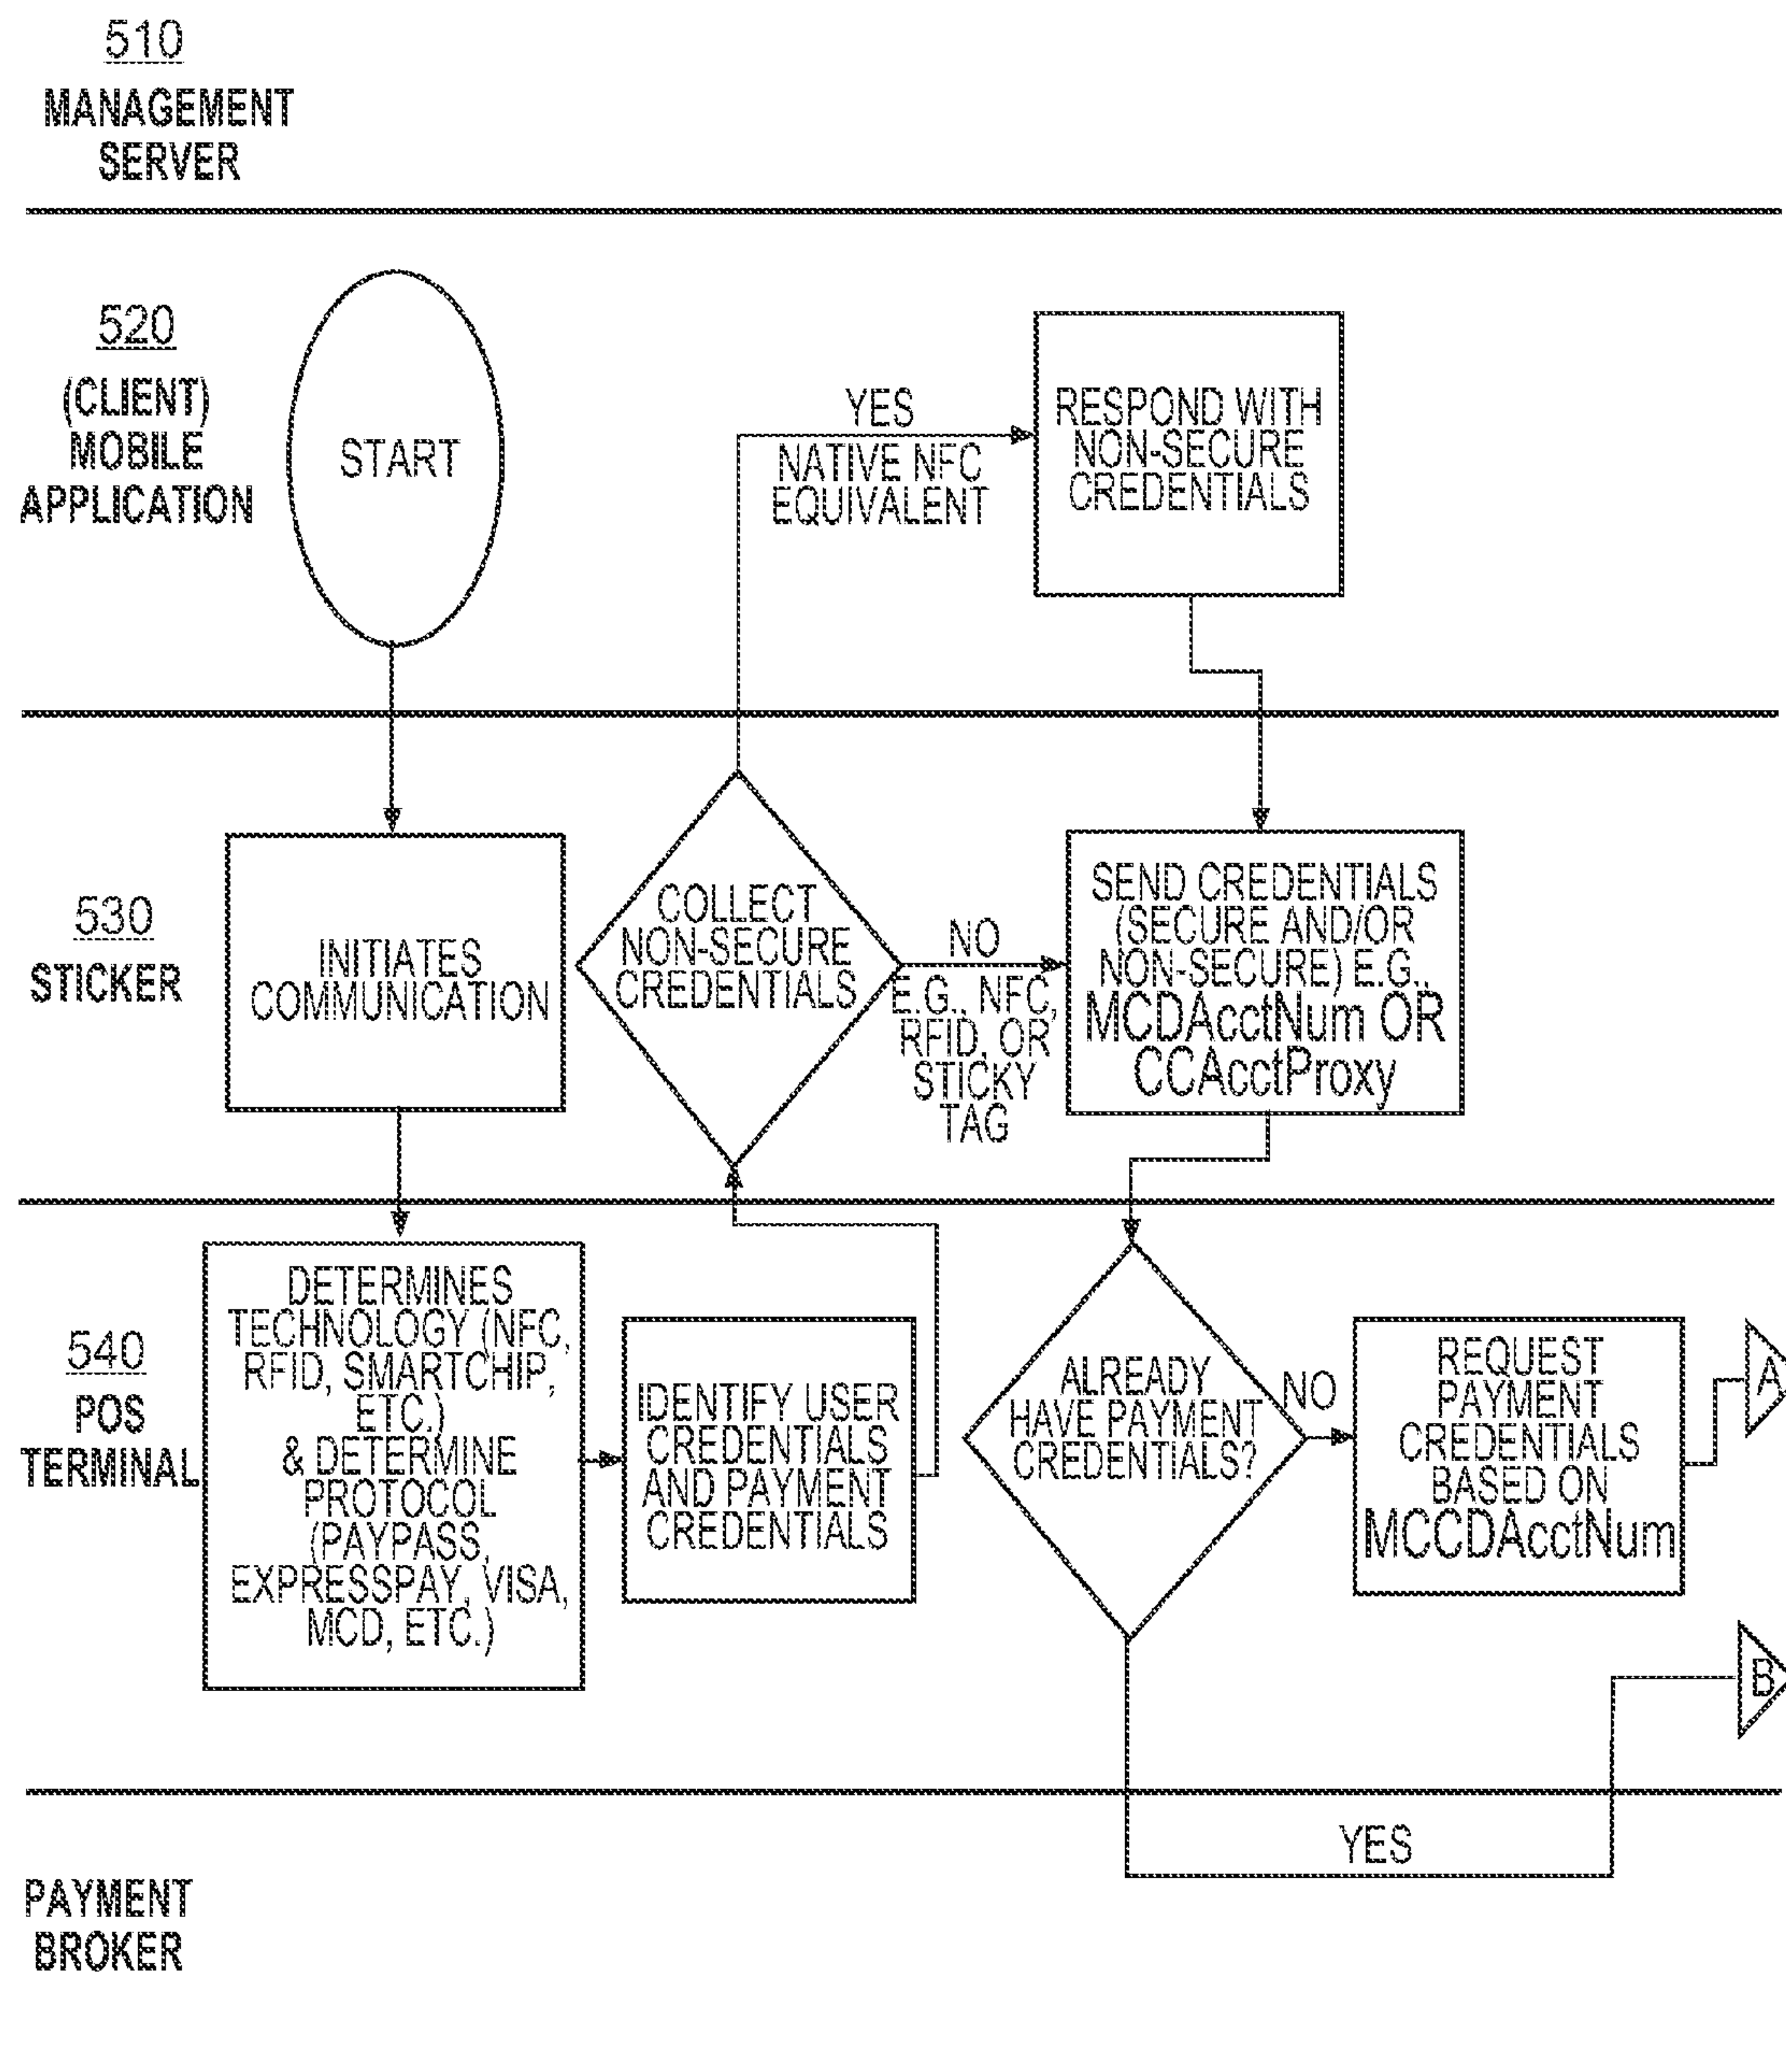 510
MANAGEMENT
SERVER
520
(CLIENT)
MOBILE
APPLICATION
START
YES
NATIVE NFC
EQUIVALENT
RESPOND WITH
NON-SECURE
CREDENTIALS
530
STICKER
INITIATES
COMMUNICATION
COLLECT
NON-SECURE
CREDENTIALS
NO
E.G., NFC,
RFID, OR
STICKY
TAG
SEND CREDENTIALS
(SECURE AND/OR
NON-SECURE) E.G.,
MCDAcctNum OR
CCAcctProxy
540
POS
TERMINAL
DETERMINES
TECHNOLOGY (NFC,
RFID, SMARTCHIP,
ETC.)
& DETERMINE
PROTOCOL
(PAYPASS,
EXPRESSPAY, VISA,
MCD, ETC.)
IDENTIFY USER
CREDENTIALS
AND PAYMENT
CREDENTIALS
ALREADY
HAVE PAYMENT
CREDENTIALS?
NO
REQUEST
PAYMENT
CREDENTIALS
BASED ON
MCCDAcctNum
A
B
YES
PAYMENT
BROKER